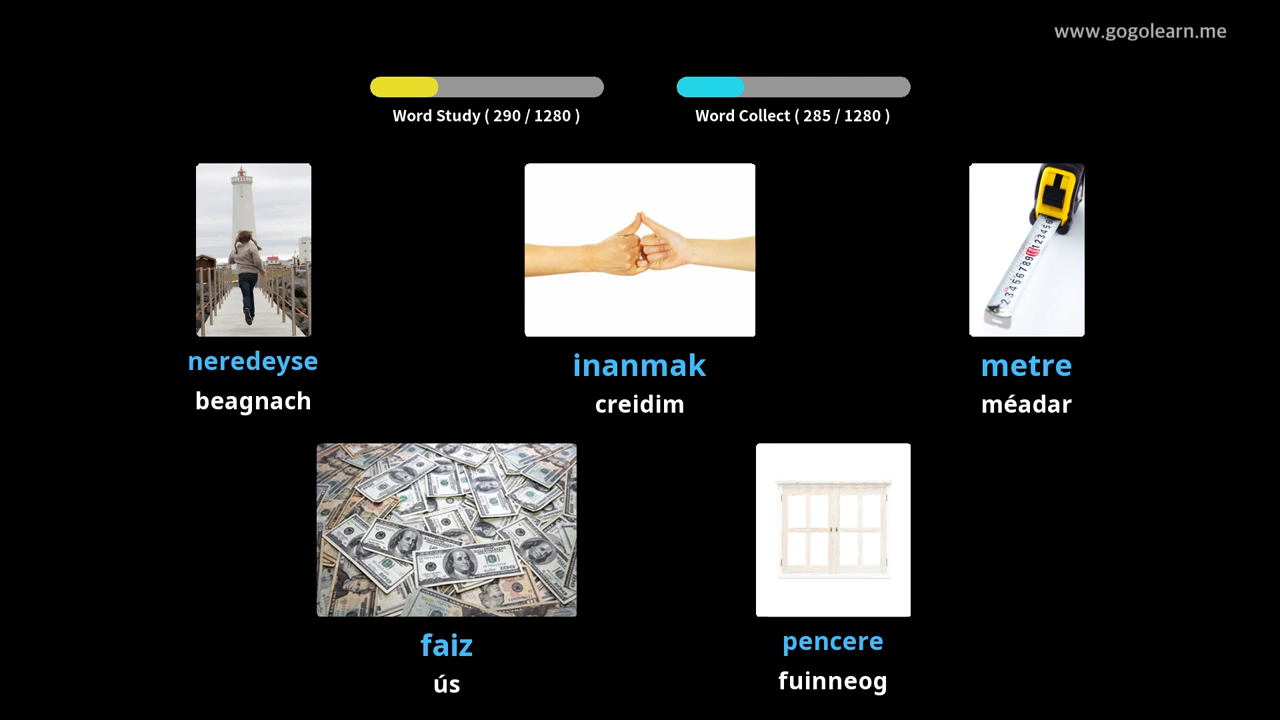 www.gogolearn.me
Word Study ( 290 / 1280 )
Word Collect ( 285 / 1280 )
neredeyse
beagnach
inanmak
creidim
metre
méadar
faiz
ús
pencere
fuinneog